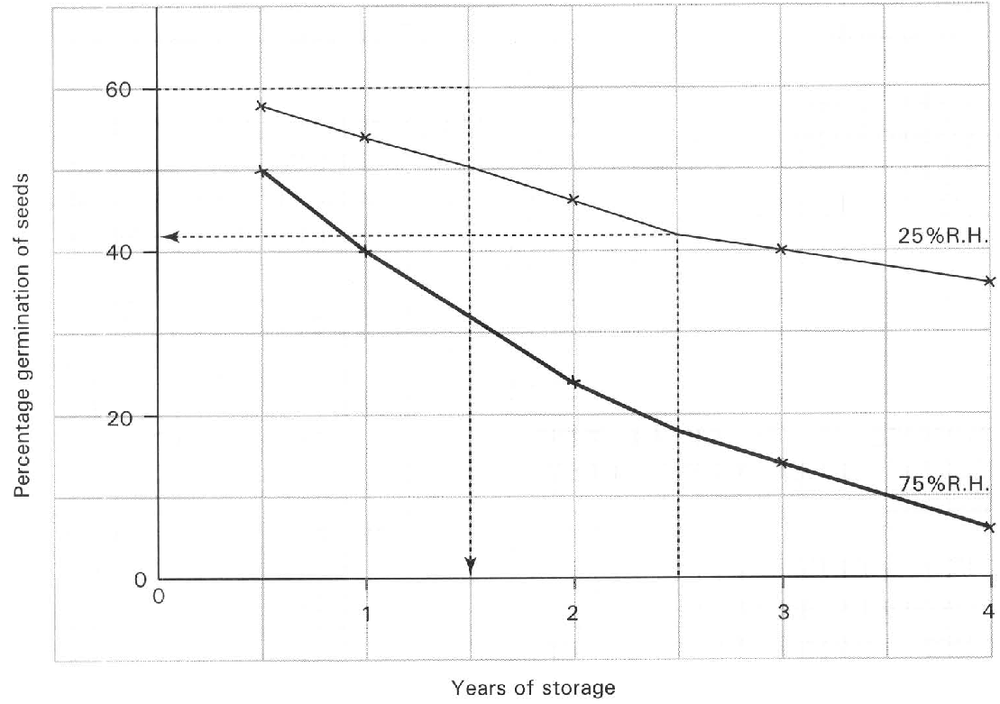 Percentage germination of seeds
60
40
20
0
0
1
2
3
4
25%R.H.
75%R.H.
Years of storage